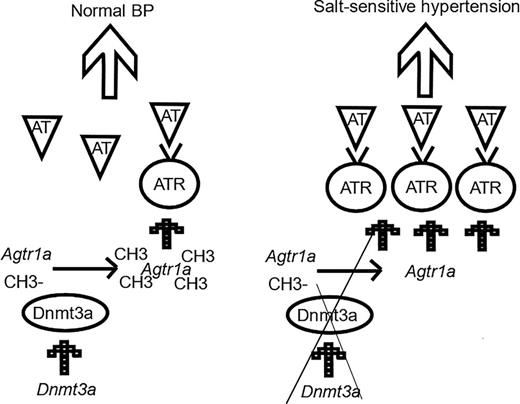 Normal BP
AT
AT
AT
ATR
Agtr1a
CH3-
CH3
CH3
Agtr1a
CH3
CH3
Dnmt3a
Dnmt3a
Salt-sensitive hypertension
AT
AT
AT
ATR
ATR
ATR
Agtr1a
CH3-
Agtr1a
Dnmt3a
Dnmt3a